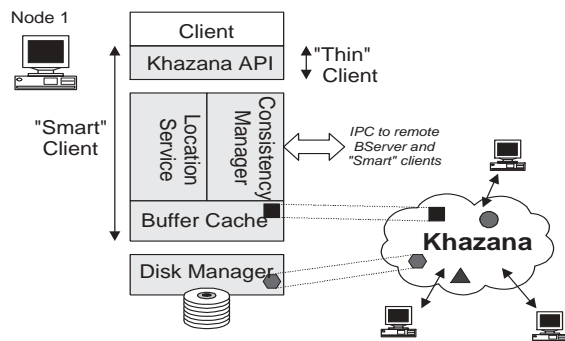 Node 1
Client
Khazana API
"Thin"
Client
"Smart"
Client
Location
Service
Consistency
Manager
IPC to remote
BServer and
"Smart" clients
Buffer Cache
Khazana
Disk Manager